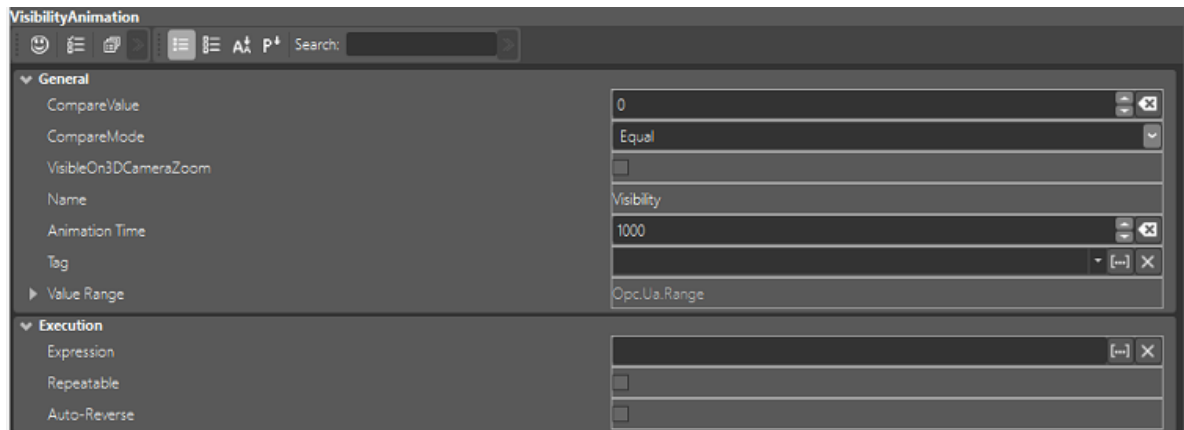 VisibilityAnimation
Search:
General
CompareValue 0
CompareMode Equal
VisibleOn3DCameraZoom
Name Visibility
Animation Time 1000
Tag
Value Range Opc.Ua.Range
Execution
Expression
Repeatable
Auto-Reverse